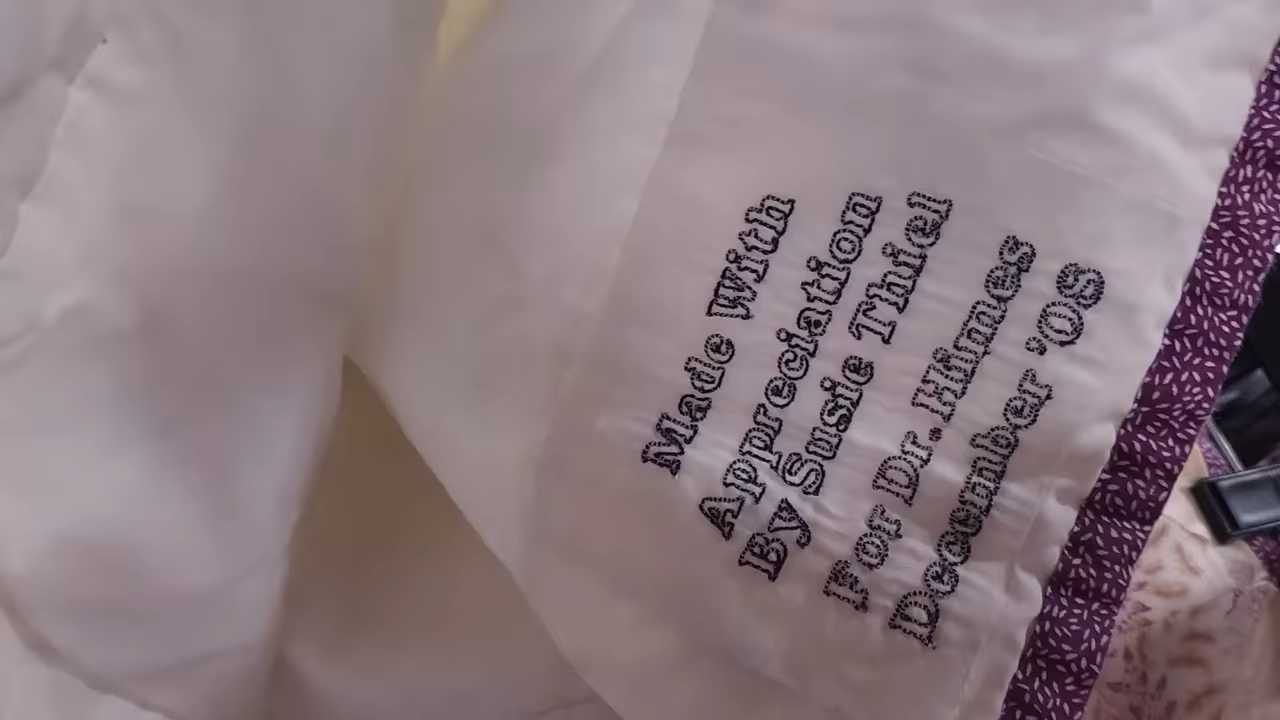 Made With
Appreciation
By Susie Thiel
For Dr. Himes
December '08